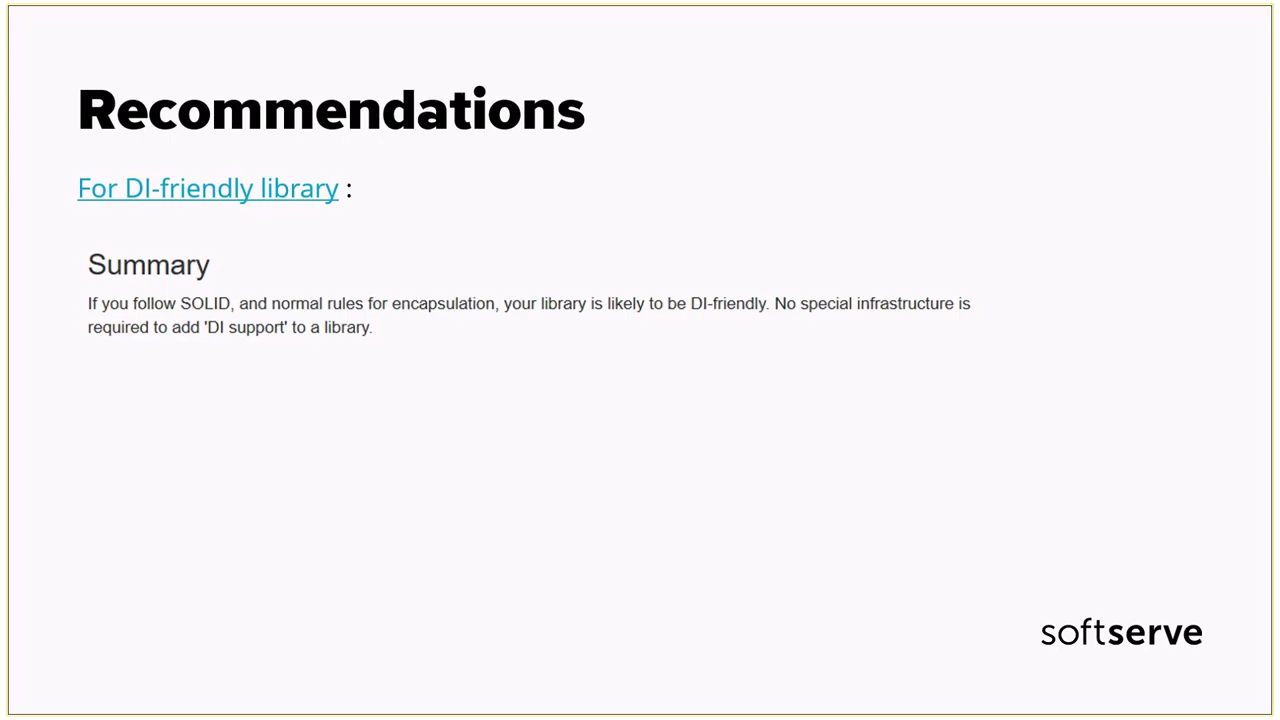 Recommendations
For DI-friendly library :
Summary
If you follow SOLID, and normal rules for encapsulation, your library is likely to be DI-friendly. No special infrastructure is
required to add 'DI support' to a library.
softserve